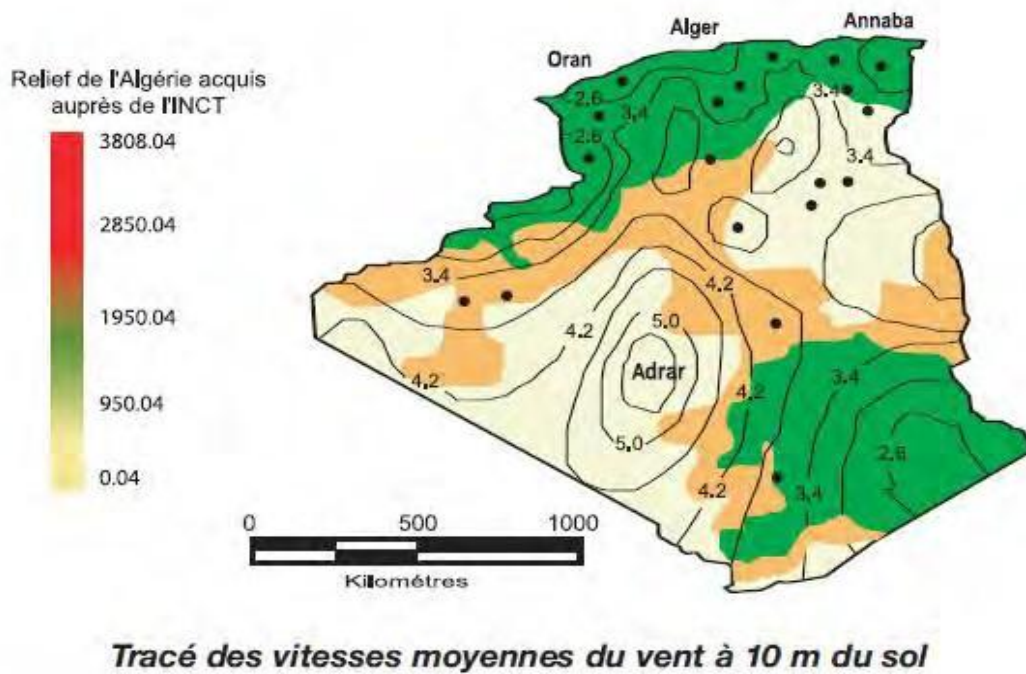 Relief de l'Algérie acquis
auprès de l'INCT
3808.04
2850.04
1950.04
950.04
0.04
Annaba
Alger
Oran
2.6
3.4
3.4
2.6
3.4
3.4
4.2
4.2
5.0
4.2
Adrar
3.4
4.2
5.0
2.6
4.2
3.4
0 500 1000
Kilométres
Tracé des vitesses moyennes du vent à 10 m du sol